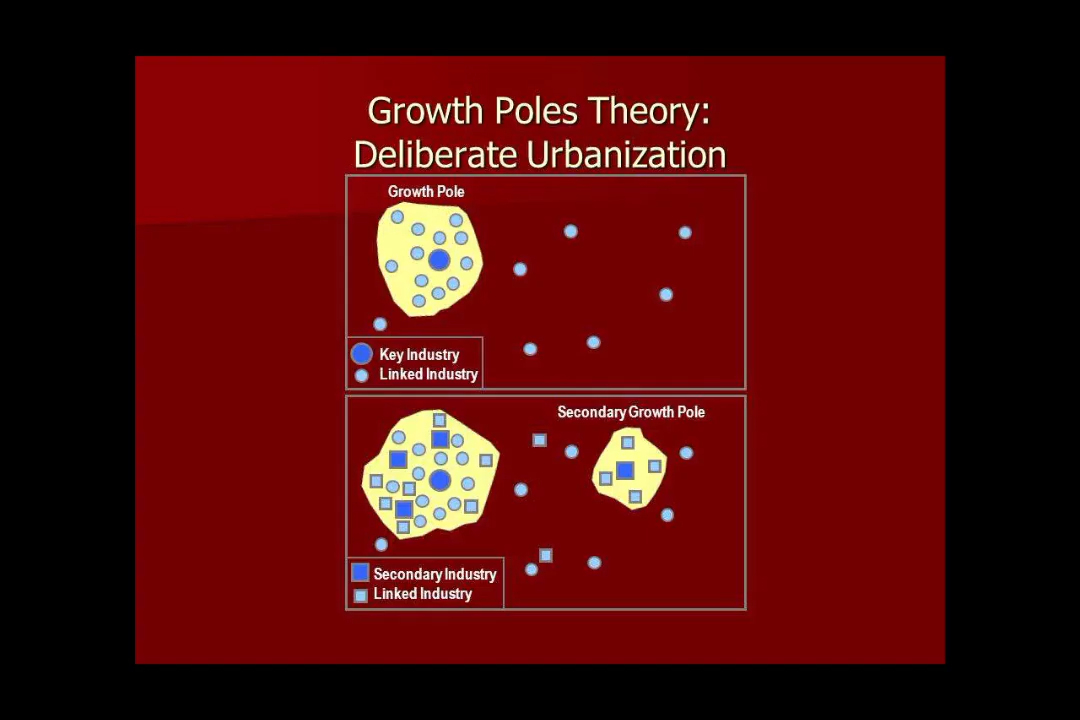 Growth Poles Theory:
Deliberate Urbanization
Growth Pole
Key Industry
Linked Industry
Secondary Growth Pole
Secondary Industry
Linked Industry